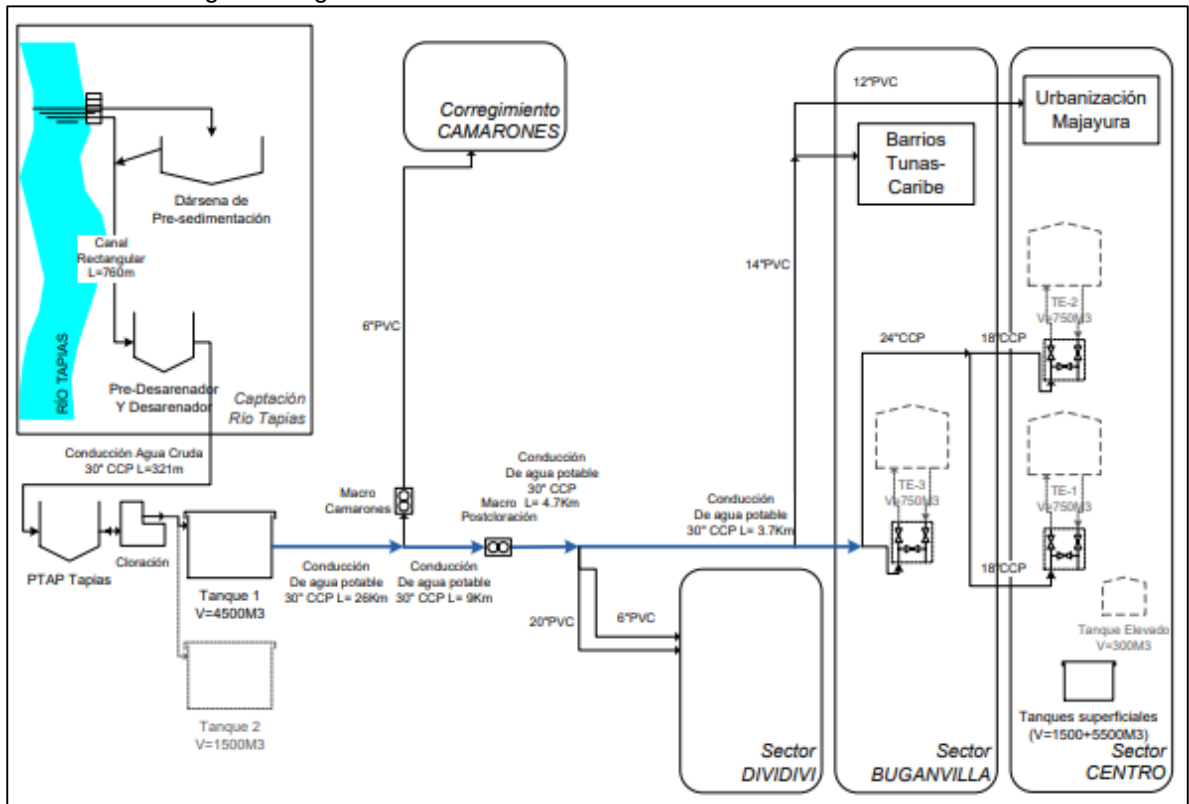 Dársena de
Pre-sedimentación
Canal
Rectangular
L=760m
RÍO TAPIAS
Pre-Desarenador
Y Desarenador
Captación
Río Tapias
Conducción Agua Cruda
30" CCP L=321m
PTAP Tapias
Cloración
Tanque 1
V=4500M3
Tanque 2
V=1500M3
Corregimiento
CAMARONES
6"PVC
Macro
Camarones
Conducción
De agua potable
30" CCP L= 26Km
Conducción
De agua potable
30" CCP L= 9Km
Macro
Postcloración
Conducción
De agua potable
30" CCP
L= 4.7Km
20"PVC
6"PVC
Sector
DIVIDIVI
Conducción
De agua potable
30" CCP L= 3.7Km
14"PVC
12"PVC
Barrios
Tunas-
Caribe
24"CCP
TE-3
V=750M3
Sector
BUGANVILLA
Urbanización
Majayura
TE-2
V=750M3
18"CCP
TE-1
V=750M3
18"CCP
Tanque Elevado
V=300M3
Tanques superficiales
(V=1500+5500M3)
Sector
CENTRO